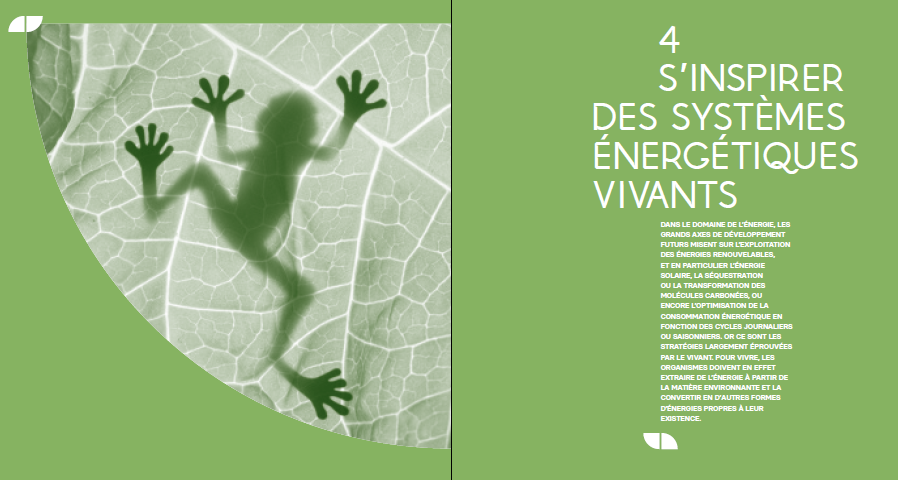 4
S'INSPIRER
DES SYSTÈMES
ÉNERGÉTIQUES
VIVANTS
DANS LE DOMAINE DE L'ÉNERGIE, LES
GRANDS AXES DE DÉVELOPPEMENT
FUTURS MISENT SUR L'EXPLOITATION
DES ÉNERGIES RENOUVELABLES,
ET EN PARTICULIER L'ÉNERGIE
SOLAIRE, LA SÉQUESTRATION
OU LA TRANSFORMATION DES
MOLÉCULES CARBONÉES, OU
ENCORE L'OPTIMISATION DE LA
CONSOMMATION ÉNERGÉTIQUE EN
FONCTION DES CYCLES JOURNALIERS
OU SAISONNIERS. OR CE SONT LES
STRATÉGIES LARGEMENT ÉPROUVÉES
PAR LE VIVANT. POUR VIVRE, LES
ORGANISMES DOIVENT EN EFFET
EXTRAIRE DE L'ÉNERGIE À PARTIR DE
LA MATIÈRE ENVIRONNANTE ET LA
CONVERTIR EN D'AUTRES FORMES
D'ÉNERGIES PROPRES À LEUR
EXISTENCE.